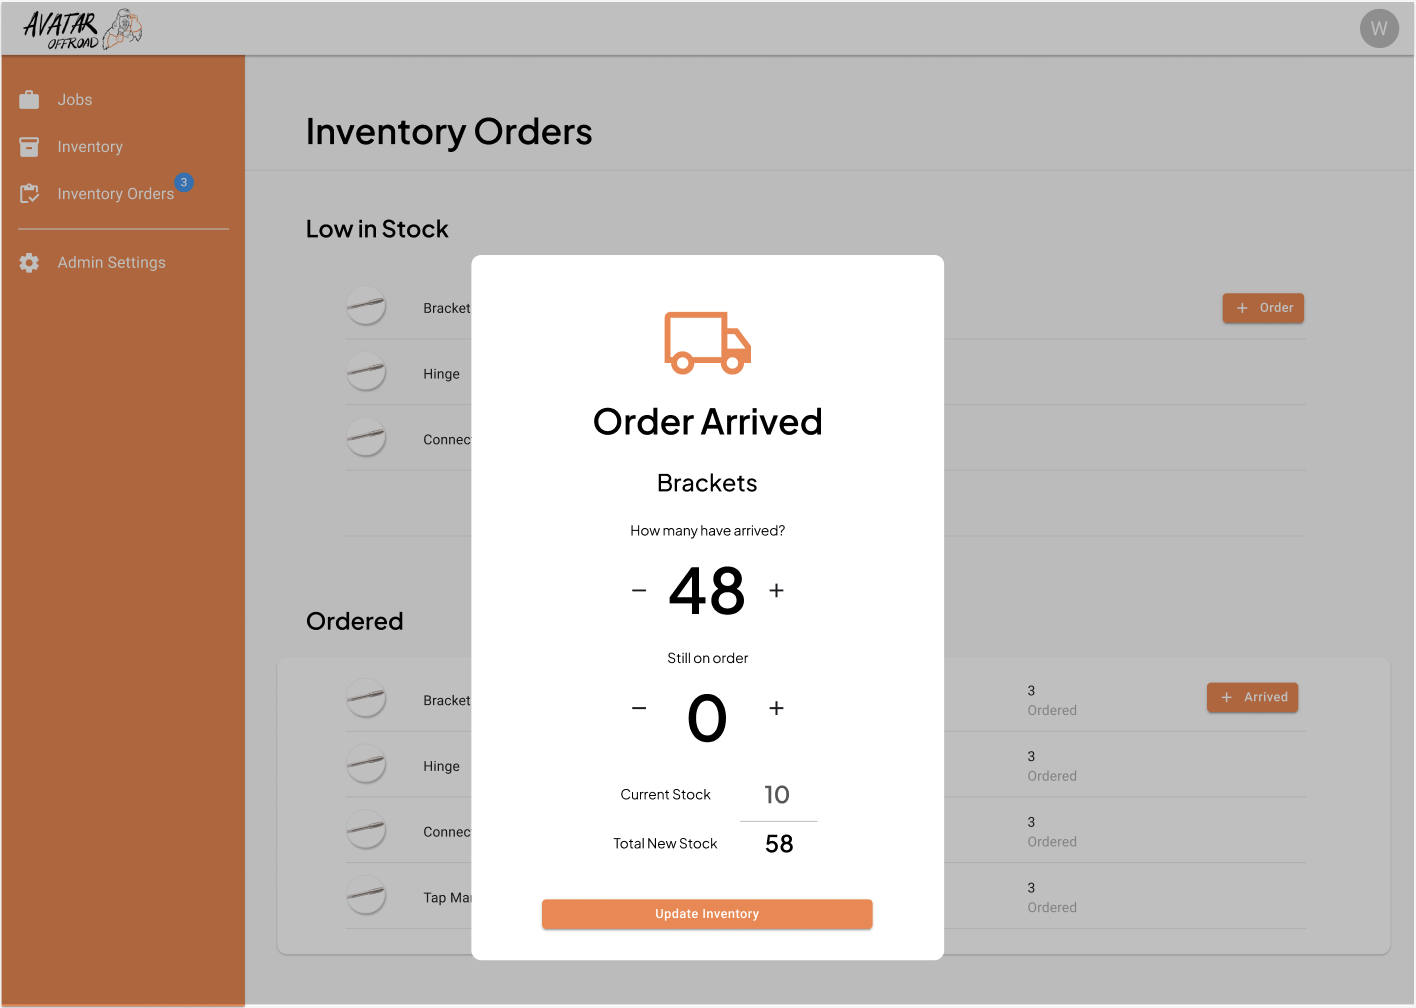 AVATAR
OFFROAD
W
Jobs
Inventory
Inventory Orders
3
Admin Settings
Inventory Orders
Low in Stock
Bracket
+ Order
Hinge
Connec
Order Arrived
Brackets
How many have arrived?
− 48 +
Still on order
− 0 +
Current Stock 10
Total New Stock 58
Update Inventory
Ordered
Bracket
3
Ordered
+ Arrived
Hinge
3
Ordered
Connec
3
Ordered
Tap Ma
3
Ordered